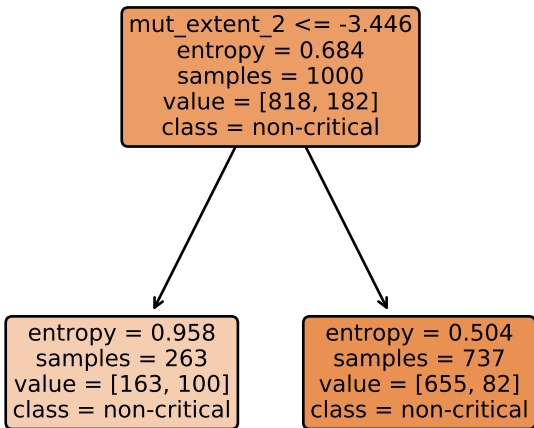 mut_extent_2 <= -3.446
entropy = 0.684
samples = 1000
value = [818, 182]
class = non-critical
entropy = 0.958
samples = 263
value = [163, 100]
class = non-critical
entropy = 0.504
samples = 737
value = [655, 82]
class = non-critical